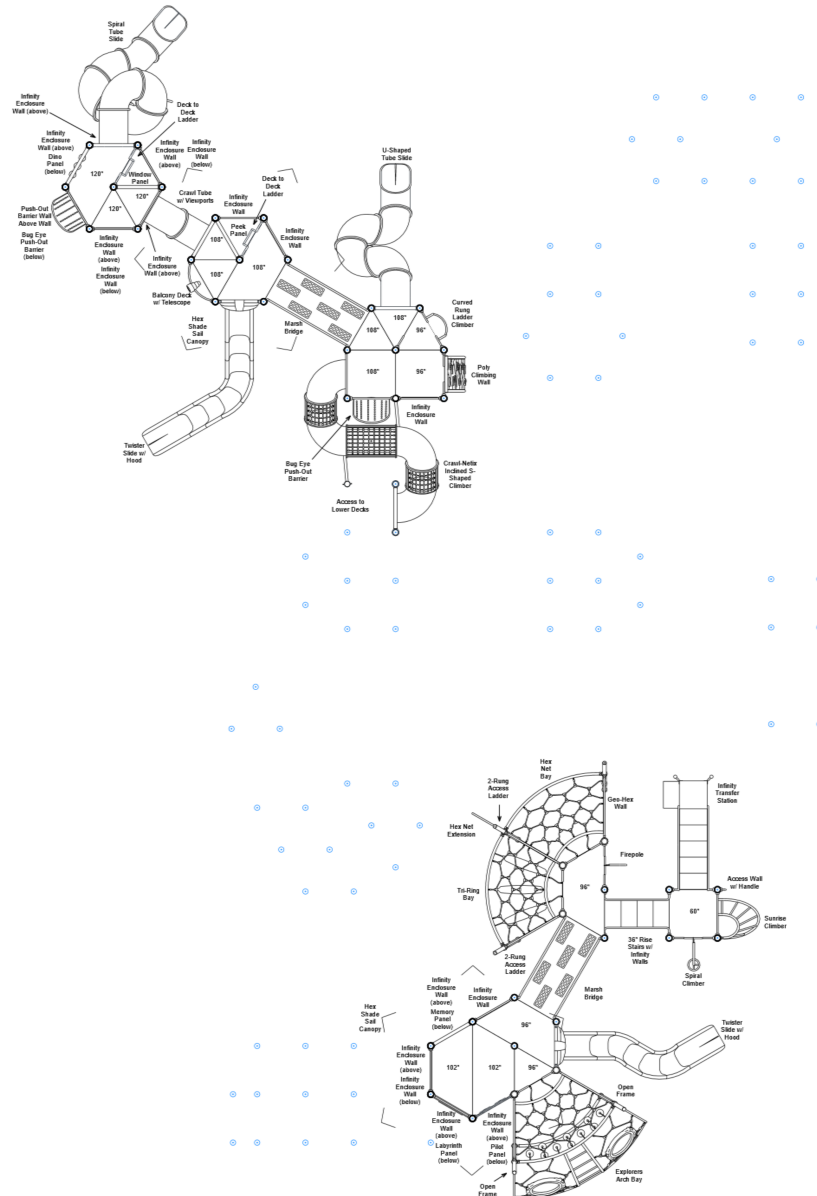 Spiral
Tube
Slide
Infinity
Enclosure
Wall (above)
Deck to
Deck
Ladder
Infinity
Enclosure
Wall (above)
Dino
Panel
(below)
120"
Window
Panel
120"
120"
Infinity
Enclosure
Wall
(above)
Infinity
Enclosure
Wall
(below)
Push-Out
Barrier Wall
Above Wall
Bug Eye
Push-Out
Barrier
(below)
Infinity
Enclosure
Wall
(above)
Infinity
Enclosure
Wall
(below)
Infinity
Enclosure
Wall (above)
Crawl Tube
w/ Viewports
Infinity
Enclosure
Wall
Deck to
Deck
Ladder
Peek
Panel
Infinity
Enclosure
Wall
108"
108"
108"
Balcony Deck
w/ Telescope
Hex
Shade
Sail
Canopy
Marsh
Bridge
Twister
Slide w/
Hood
U-Shaped
Tube Slide
108"
108"
96"
Curved
Rung
Ladder
Climber
108"
96"
Poly
Climbing
Wall
Infinity
Enclosure
Wall
Bug Eye
Push-Out
Barrier
Crawl-Netix
Inclined S-
Shaped
Climber
Access to
Lower Decks
Hex
Net
Bay
2-Rung
Access
Ladder
Geo-Hex
Wall
Infinity
Transfer
Station
Hex Net
Extension
Firepole
Tri-Ring
Bay
96"
Access Wall
w/ Handle
60"
Sunrise
Climber
36" Rise
Stairs w/
Infinity
Walls
2-Rung
Access
Ladder
Spiral
Climber
Marsh
Bridge
Infinity
Enclosure
Wall
(above)
Memory
Panel
(below)
Infinity
Enclosure
Wall
Hex
Shade
Sail
Canopy
96"
Twister
Slide w/
Hood
Infinity
Enclosure
Wall
(above)
Infinity
Enclosure
Wall
(below)
102"
102"
96"
Open
Frame
Infinity
Enclosure
Wall
(above)
Labyrinth
Panel
(below)
Infinity
Enclosure
Wall
(above)
Pilot
Panel
(below)
Explorers
Arch Bay
Open
Frame